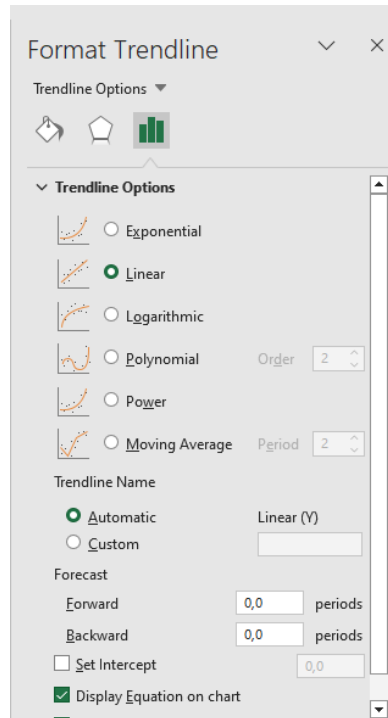 Format Trendline
Trendline Options
Trendline Options
Exponential
Linear
Logarithmic
Polynomial Order 2
Power
Moving Average Period 2
Trendline Name
Automatic Linear (Y)
Custom
Forecast
Forward 0,0 periods
Backward 0,0 periods
Set Intercept 0,0
Display Equation on chart